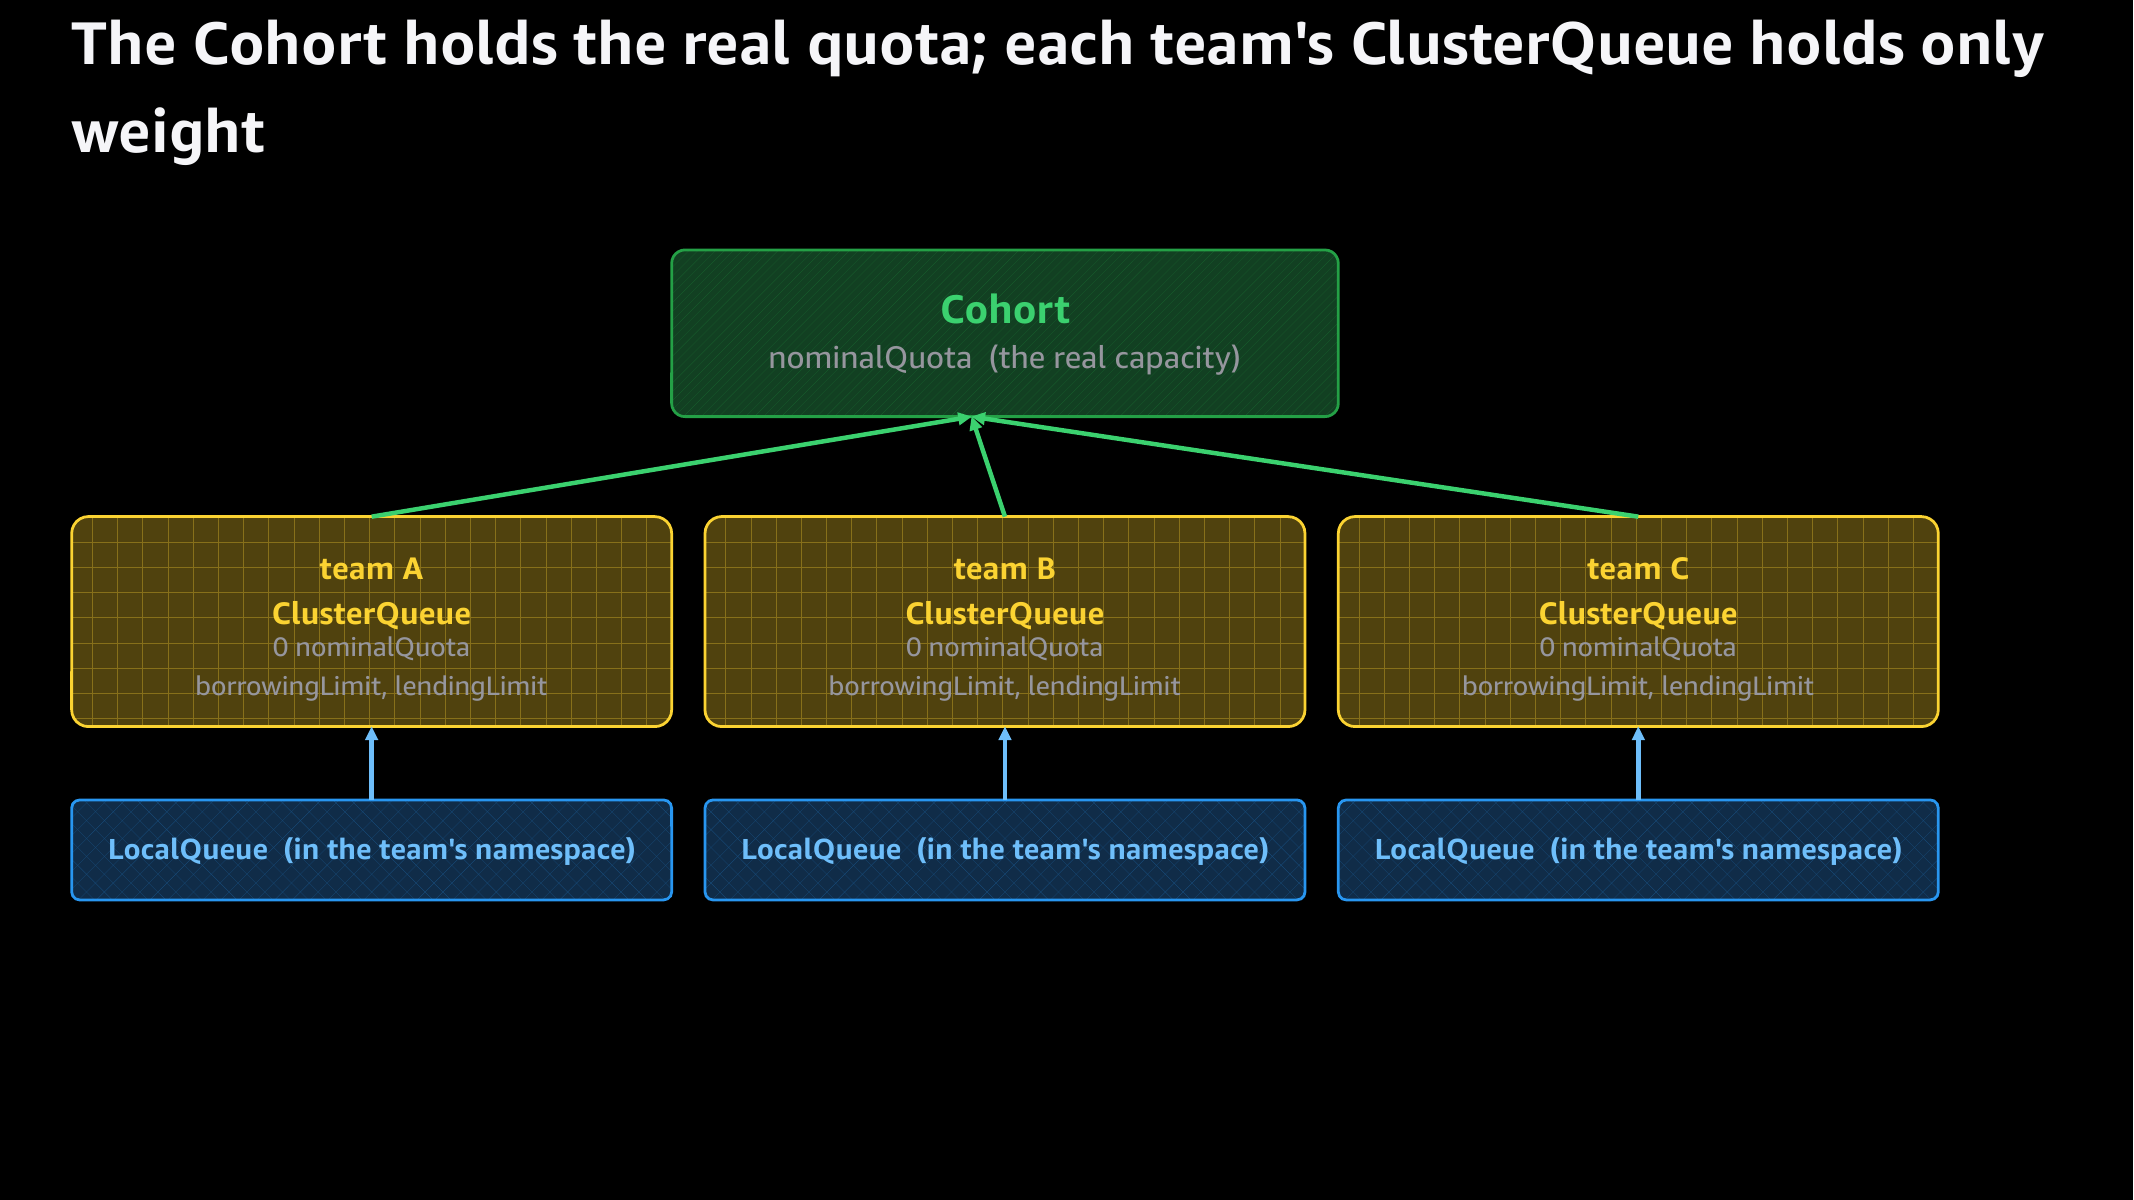 The Cohort holds the real quota; each team's ClusterQueue holds only
weight
Cohort
nominalQuota (the real capacity)
team A
ClusterQueue
0 nominalQuota
borrowingLimit, lendingLimit
team B
ClusterQueue
0 nominalQuota
borrowingLimit, lendingLimit
team C
ClusterQueue
0 nominalQuota
borrowingLimit, lendingLimit
LocalQueue (in the team's namespace)
LocalQueue (in the team's namespace)
LocalQueue (in the team's namespace)